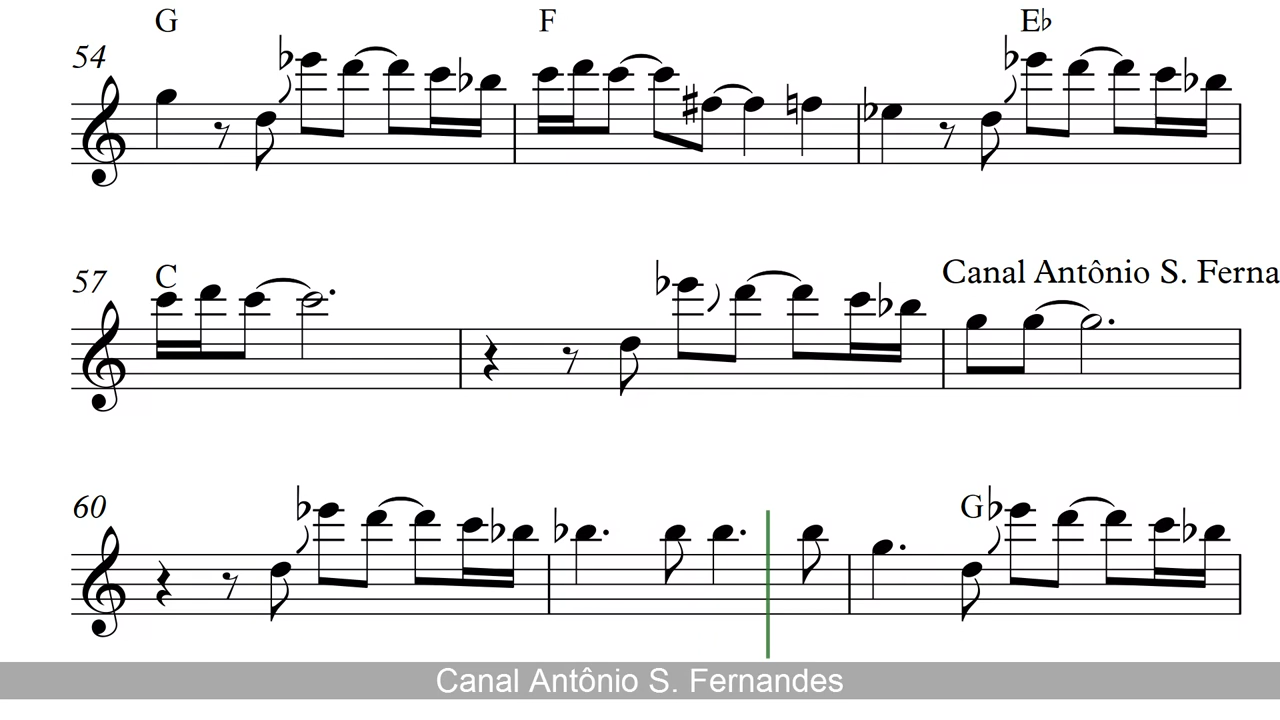 G F E♭
54
C Canal Antônio S. Ferna
57
60
G
Canal Antônio S. Fernandes